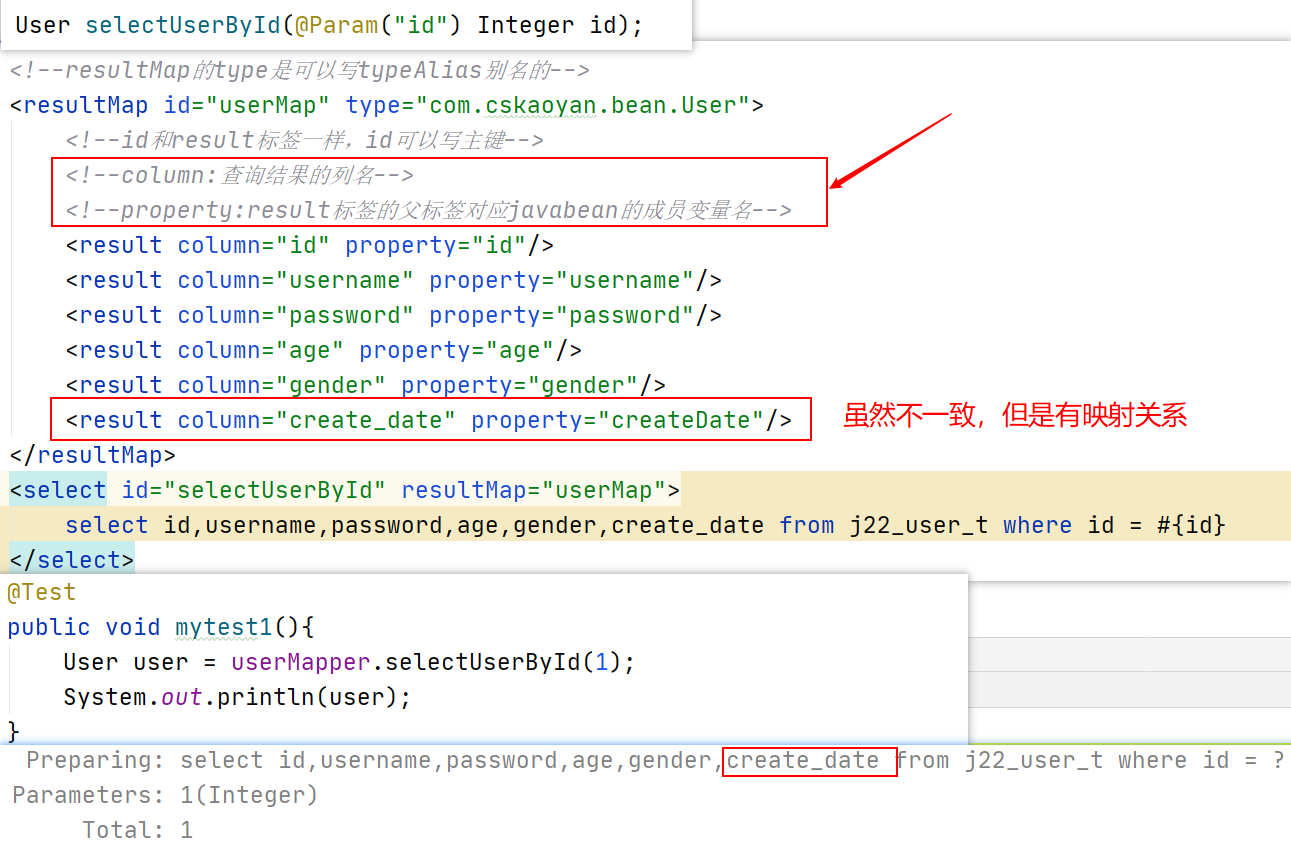 User selectUserById(@Param("id") Integer id);
<!--resultMap的type是可以写typeAlias别名的-->
<resultMap id="userMap" type="com.cskaoyan.bean.User">
<!--id和result标签一样，id可以写主键-->
<!--column:查询结果的列名-->
<!--property:result标签的父标签对应javabean的成员变量名-->
<result column="id" property="id"/>
<result column="username" property="username"/>
<result column="password" property="password"/>
<result column="age" property="age"/>
<result column="gender" property="gender"/>
<result column="create_date" property="createDate"/> 虽然不一致，但是有映射关系
</resultMap>
<select id="selectUserById" resultMap="userMap">
select id,username,password,age,gender,create_date from j22_user_t where id = #{id}
</select>
@Test
public void mytest1(){
User user = userMapper.selectUserById(1);
System.out.println(user);
}
Preparing: select id,username,password,age,gender,create_date from j22_user_t where id = ?
Parameters: 1(Integer)
Total: 1